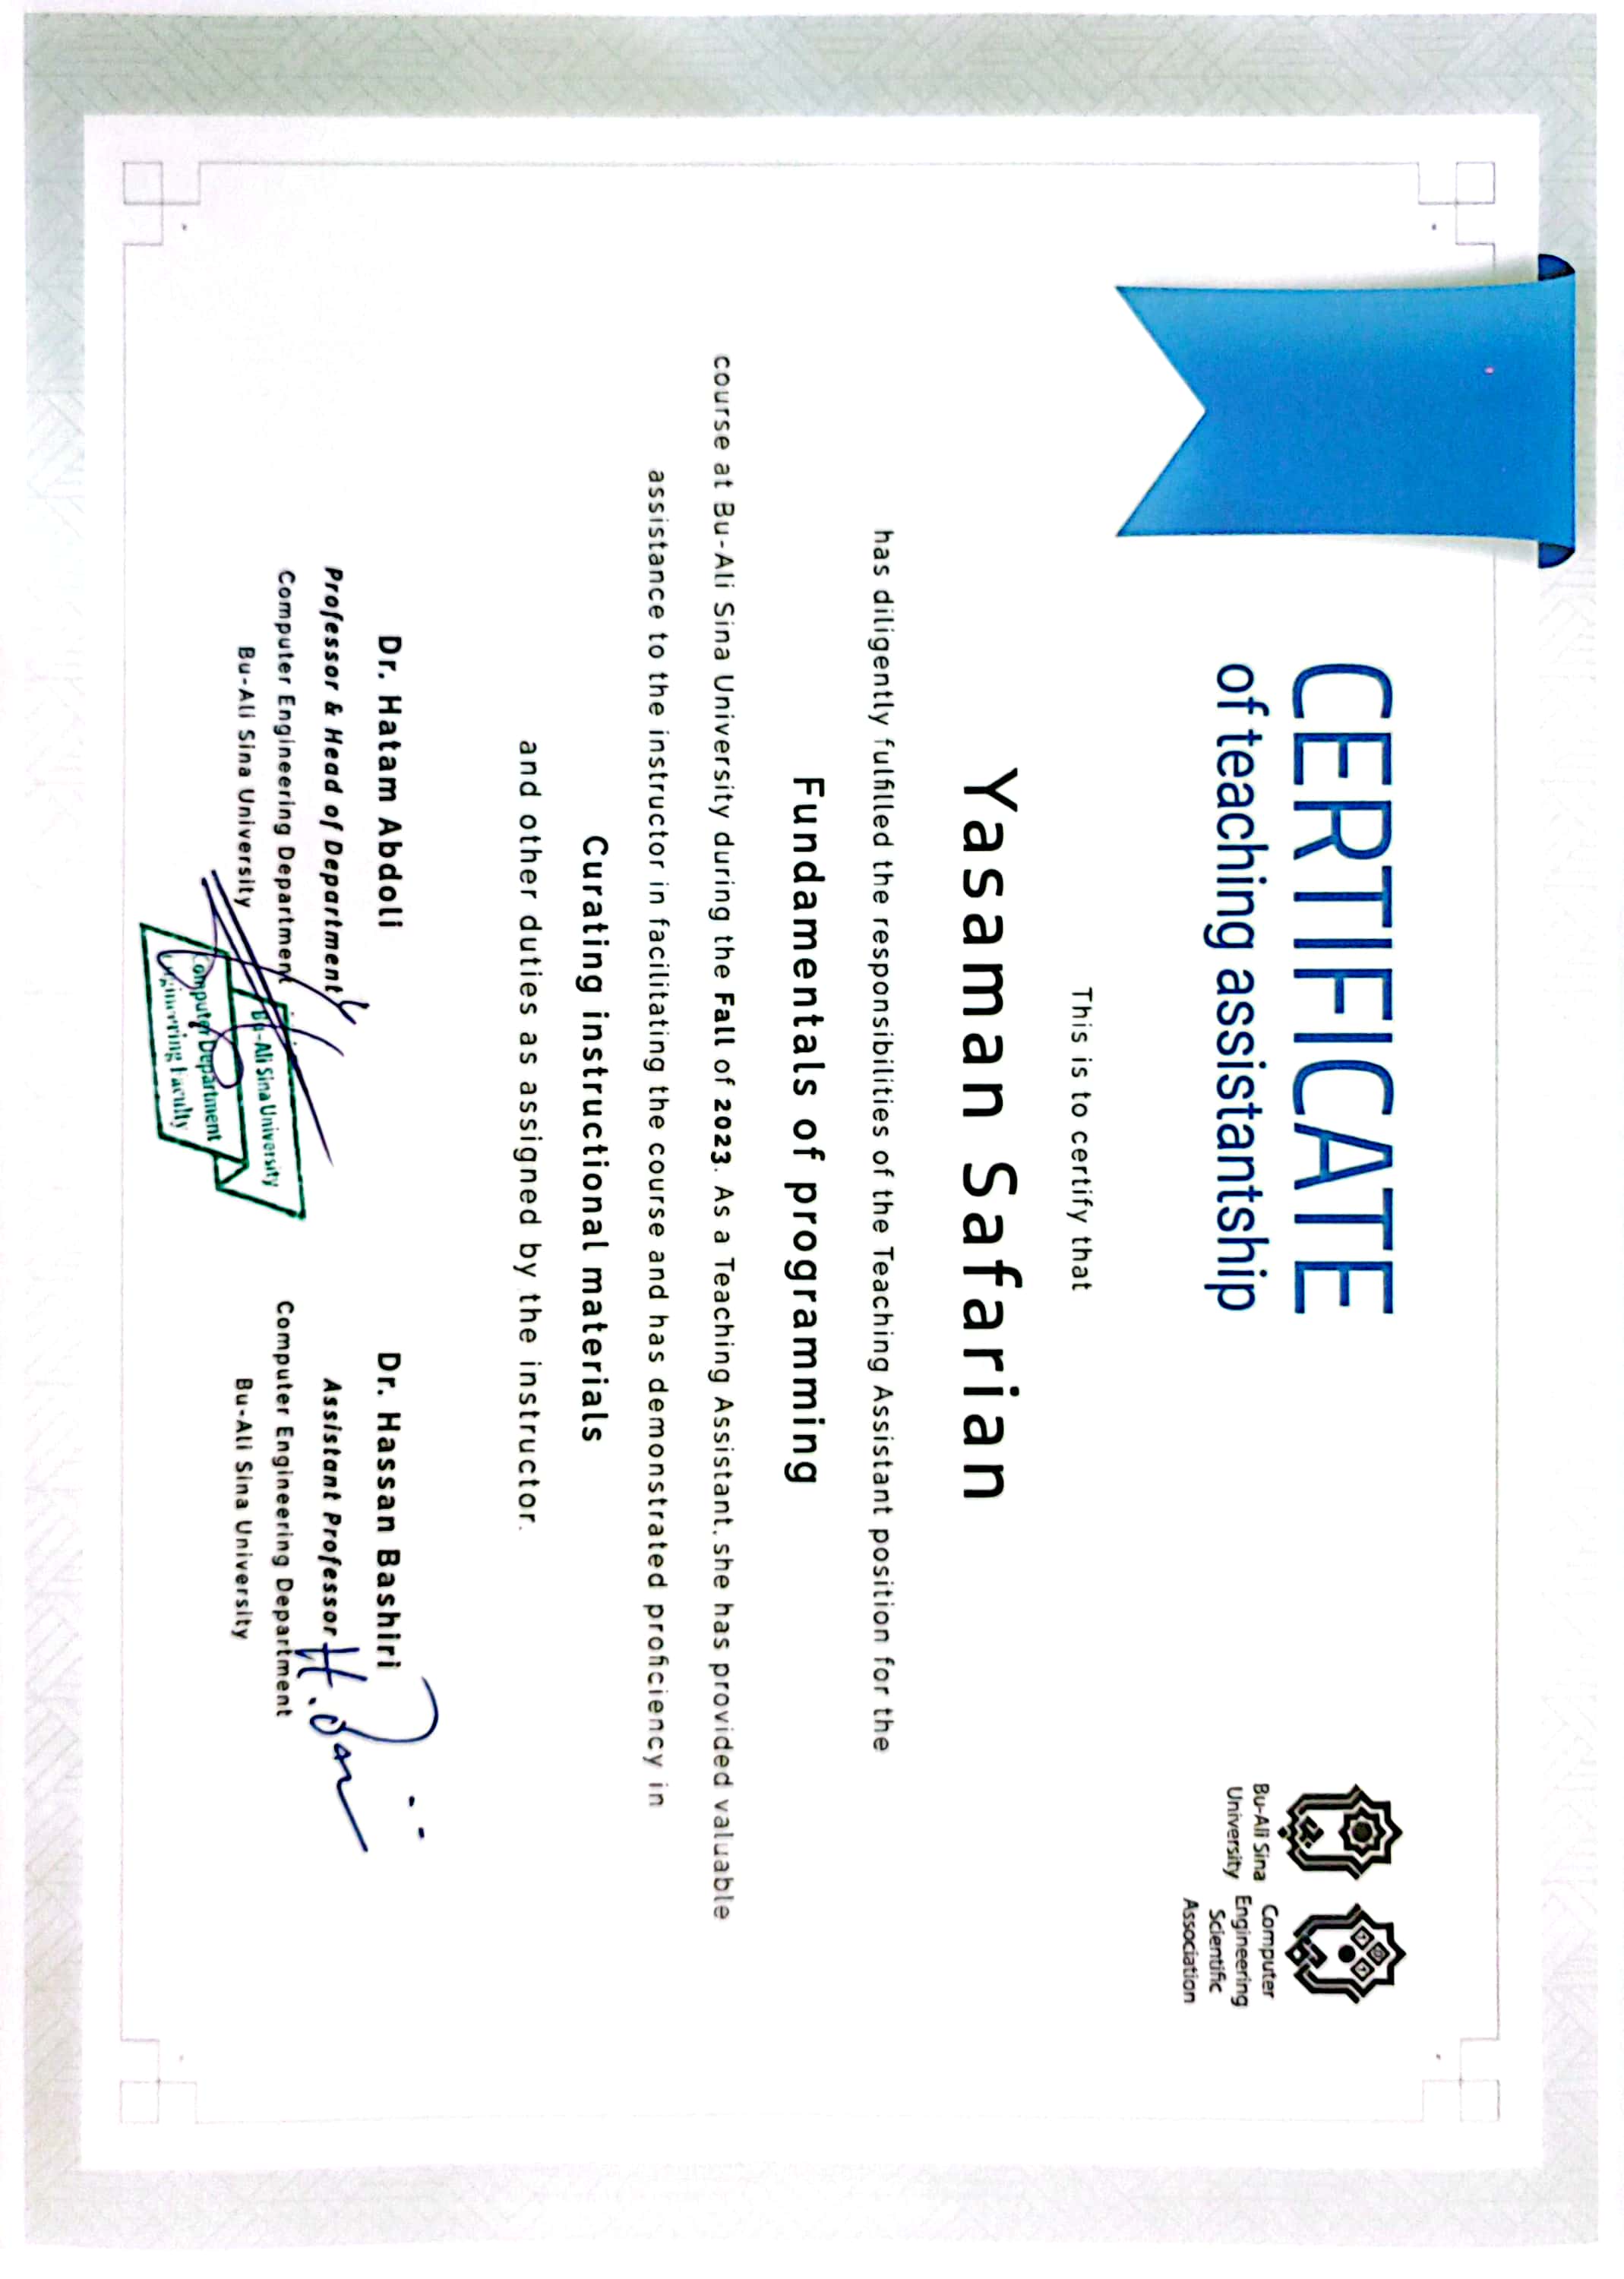 CERTIFICATE
of teaching assistantship
Bu-Ali Sina
University
Computer
Engineering
Scientific
Association
This is to certify that
Yasaman Safarian
has diligently fulfilled the responsibilities of the Teaching Assistant position for the
Fundamentals of programming
course at Bu-Ali Sina University during the Fall of 2023. As a Teaching Assistant, she has provided valuable
assistance to the instructor in facilitating the course and has demonstrated proficiency in
Curating instructional materials
and other duties as assigned by the instructor.
Dr. Hatam Abdoli
Professor & Head of Department
Computer Engineering Department
Bu-Ali Sina University
Bu-Ali Sina University
Computer Department
Engineering Faculty
Dr. Hassan Bashiri
Assistant Professor
Computer Engineering Department
Bu-Ali Sina University